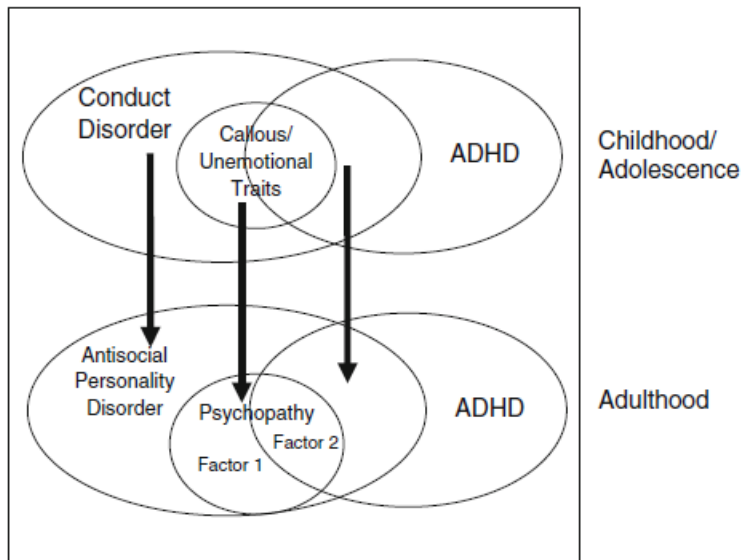 Conduct
Disorder
Callous/
Unemotional
Traits
ADHD
Childhood/
Adolescence
Antisocial
Personality
Disorder
Psychopathy
Factor 2
Factor 1
ADHD
Adulthood